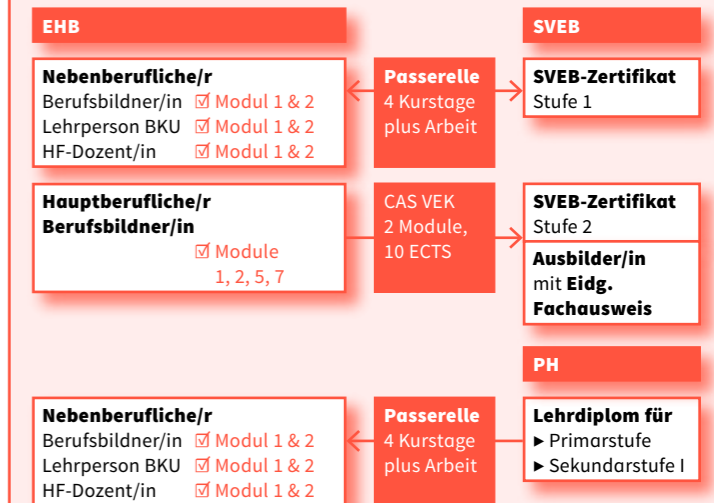 EHB
SVEB
Nebenberufliche/r
Berufsbildner/in ☑ Modul 1 & 2
Lehrperson BKU ☑ Modul 1 & 2
HF-Dozent/in ☑ Modul 1 & 2
Passerelle
4 Kurstage
plus Arbeit
SVEB-Zertifikat
Stufe 1
Hauptberufliche/r
Berufsbildner/in
☑ Module
1, 2, 5, 7
CAS VEK
2 Module,
10 ECTS
SVEB-Zertifikat
Stufe 2
Ausbilder/in
mit Eidg.
Fachausweis
PH
Nebenberufliche/r
Berufsbildner/in ☑ Modul 1 & 2
Lehrperson BKU ☑ Modul 1 & 2
HF-Dozent/in ☑ Modul 1 & 2
Passerelle
4 Kurstage
plus Arbeit
Lehrdiplom für
▸ Primarstufe
▸ Sekundarstufe I